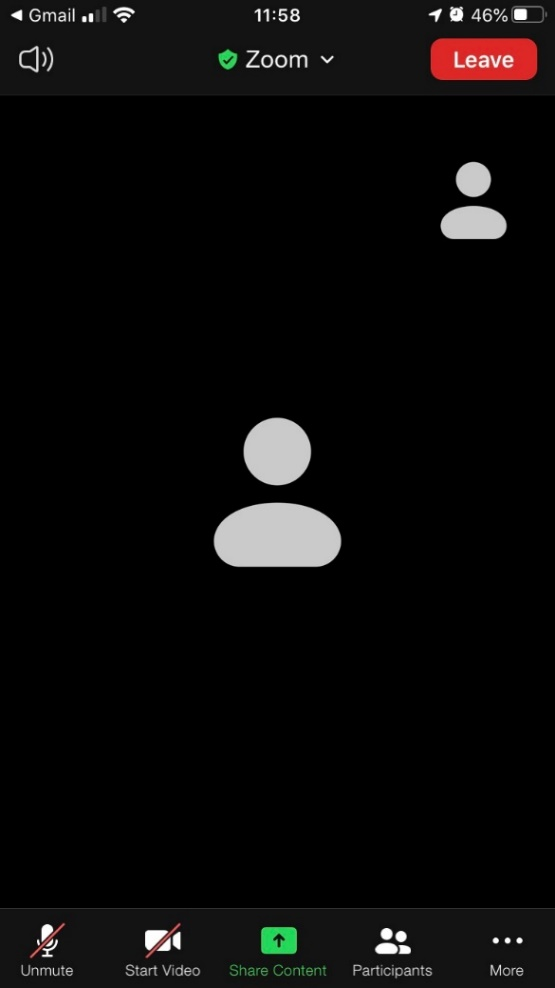 Gmail 11:58 46%
Zoom Leave
Unmute Start Video Share Content Participants More